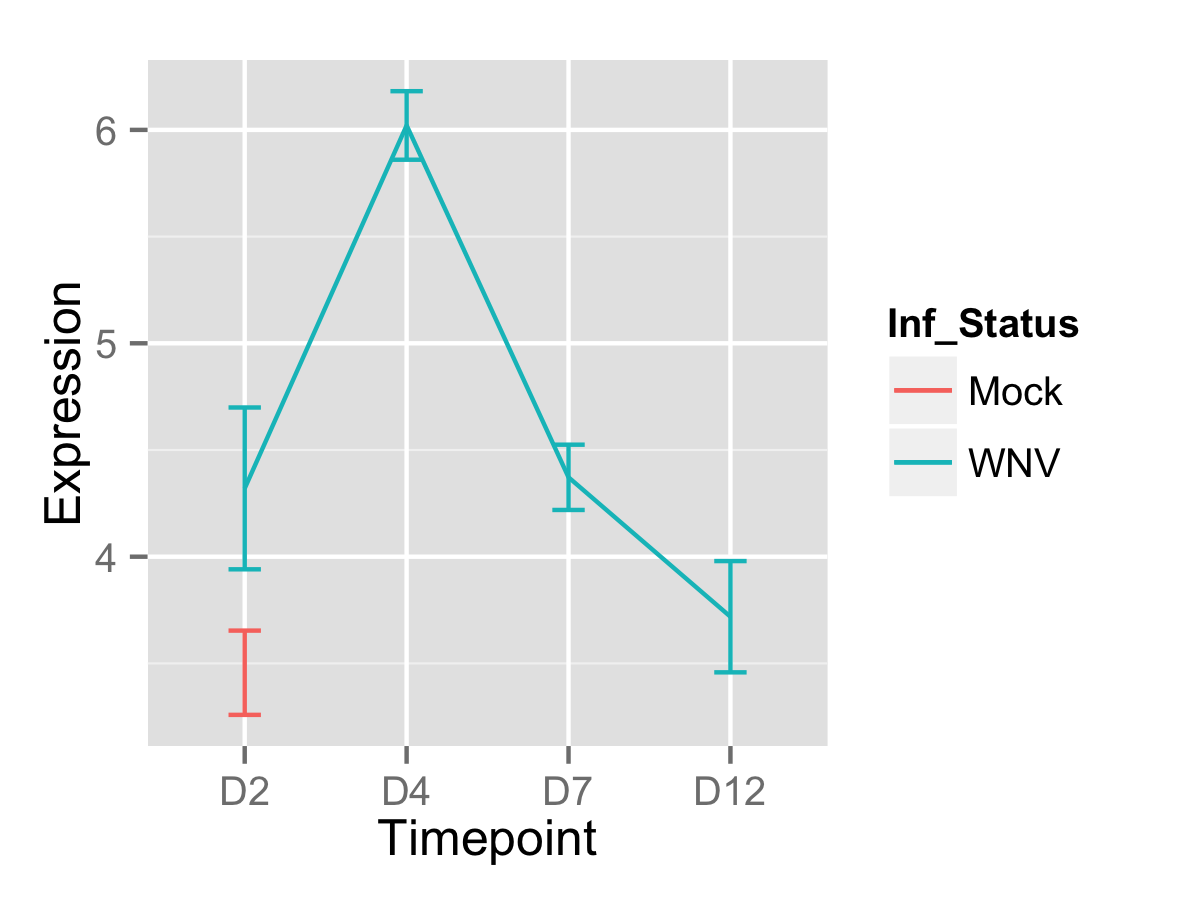 Expression
6
5
4
D2 D4 D7 D12
Timepoint
Inf_Status
Mock
WNV